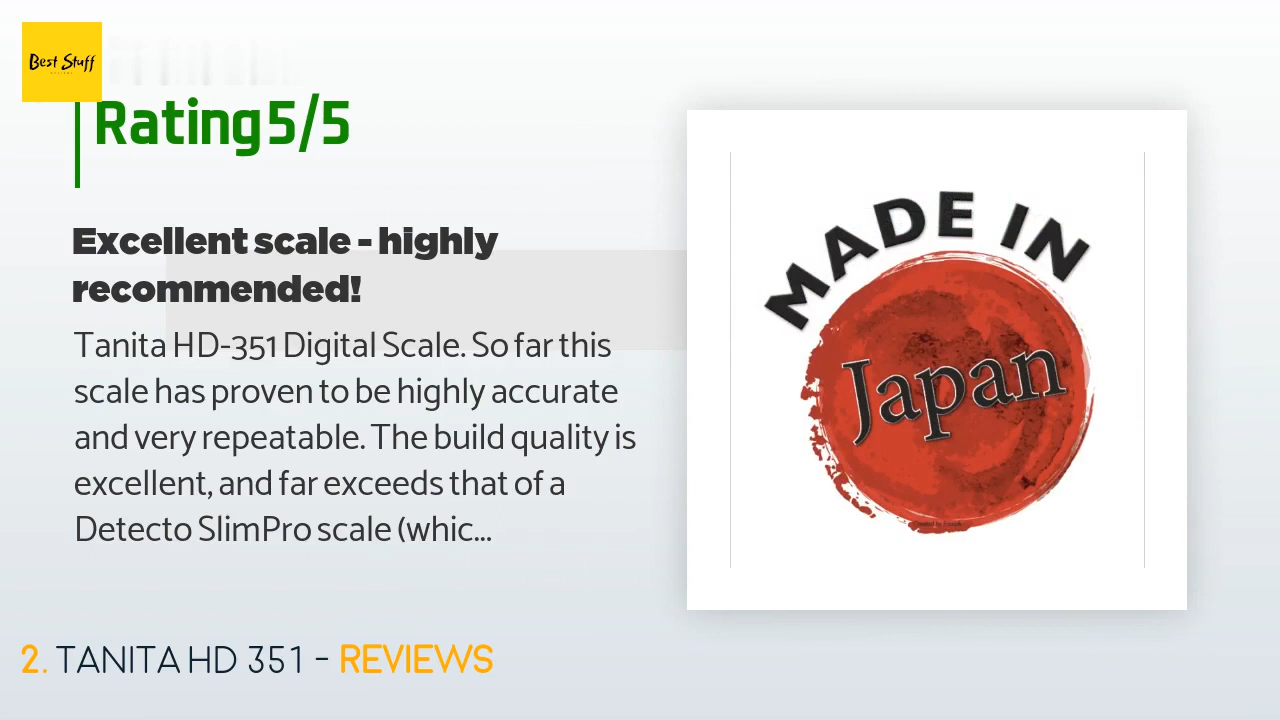 Best Stuff
Rating 5/5
Excellent scale - highly
recommended!
Tanita HD-351 Digital Scale. So far this
scale has proven to be highly accurate
and very repeatable. The build quality is
excellent, and far exceeds that of a
Detecto SlimPro scale (whic...
MADE IN
Japan
2. TANITA HD 351 - REVIEWS